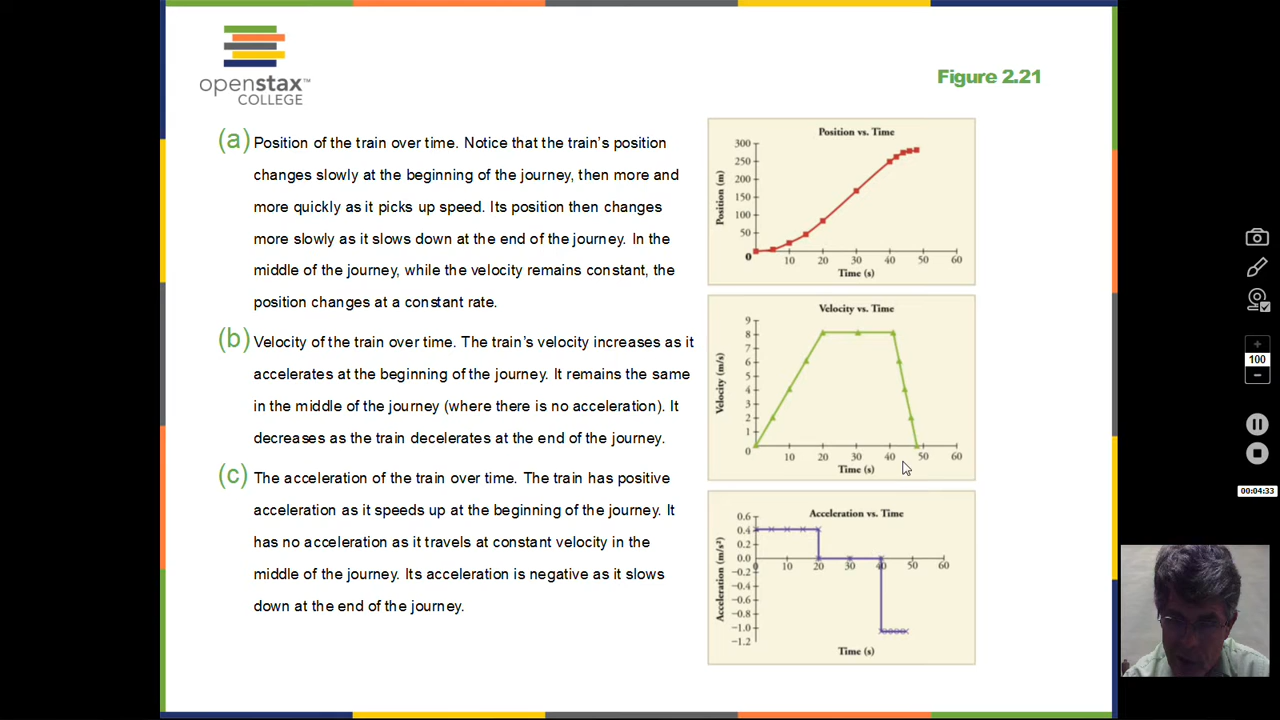 openstax™
COLLEGE
Figure 2.21
(a) Position of the train over time. Notice that the train’s position
changes slowly at the beginning of the journey, then more and
more quickly as it picks up speed. Its position then changes
more slowly as it slows down at the end of the journey. In the
middle of the journey, while the velocity remains constant, the
position changes at a constant rate.
(b) Velocity of the train over time. The train’s velocity increases as it
accelerates at the beginning of the journey. It remains the same
in the middle of the journey (where there is no acceleration). It
decreases as the train decelerates at the end of the journey.
(c) The acceleration of the train over time. The train has positive
acceleration as it speeds up at the beginning of the journey. It
has no acceleration as it travels at constant velocity in the
middle of the journey. Its acceleration is negative as it slows
down at the end of the journey.
Position vs. Time
Position (m)
300
250
200
150
100
50
0
10 20 30 40 50 60
Time (s)
Velocity vs. Time
Velocity (m/s)
9
8
7
6
5
4
3
2
1
0
10 20 30 40 50 60
Time (s)
Acceleration vs. Time
Acceleration (m/s²)
0.6
0.4
0.2
0.0
−0.2
−0.4
−0.6
−0.8
−1.0
−1.2
0 10 20 30 40 50 60
Time (s)
+
100
−
00:04:33